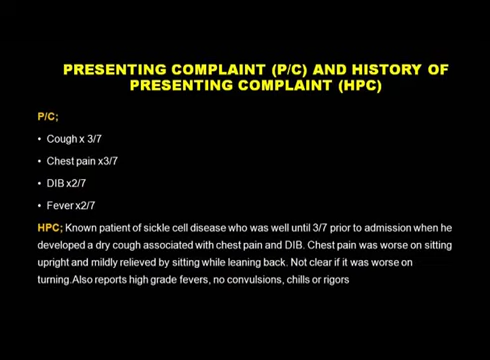 PRESENTING COMPLAINT (P/C) AND HISTORY OF
PRESENTING COMPLAINT (HPC)
P/C;
• Cough x 3/7
• Chest pain x3/7
• DIB x2/7
• Fever x2/7
HPC; Known patient of sickle cell disease who was well until 3/7 prior to admission when he
developed a dry cough associated with chest pain and DIB. Chest pain was worse on sitting
upright and mildly relieved by sitting while leaning back. Not clear if it was worse on
turning.Also reports high grade fevers, no convulsions, chills or rigors